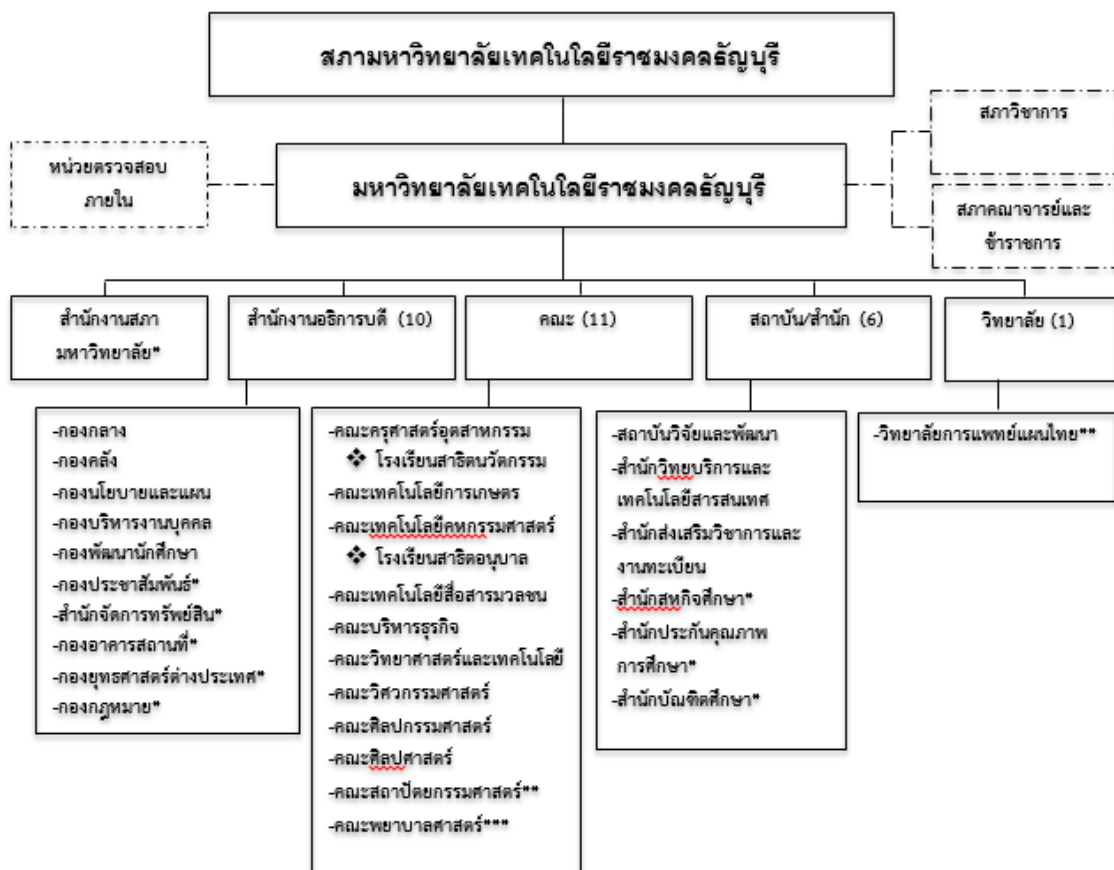 สภามหาวิทยาลัยเทคโนโลยีราชมงคลธัญบุรี
สภาวิชาการ
หน่วยตรวจสอบ
ภายใน
มหาวิทยาลัยเทคโนโลยีราชมงคลธัญบุรี
สภาคณาจารย์และ
ข้าราชการ
สำนักงานสภา
มหาวิทยาลัย*
สำนักงานอธิการบดี (10)
คณะ (11)
สถาบัน/สำนัก (6)
วิทยาลัย (1)
-กองกลาง
-กองคลัง
-กองนโยบายและแผน
-กองบริหารงานบุคคล
-กองพัฒนานักศึกษา
-กองประชาสัมพันธ์*
-สำนักจัดการทรัพย์สิน*
-กองอาคารสถานที่*
-กองยุทธศาสตร์ต่างประเทศ*
-กองกฎหมาย*
-คณะครุศาสตร์อุตสาหกรรม
❖ โรงเรียนสาธิตนวัตกรรม
-คณะเทคโนโลยีการเกษตร
-คณะเทคโนโลยีคหกรรมศาสตร์
❖ โรงเรียนสาธิตอนุบาล
-คณะเทคโนโลยีสื่อสารมวลชน
-คณะบริหารธุรกิจ
-คณะวิทยาศาสตร์และเทคโนโลยี
-คณะวิศวกรรมศาสตร์
-คณะศิลปกรรมศาสตร์
-คณะศิลปศาสตร์
-คณะสถาปัตยกรรมศาสตร์**
-คณะพยาบาลศาสตร์***
-สถาบันวิจัยและพัฒนา
-สำนักวิทยบริการและ
เทคโนโลยีสารสนเทศ
-สำนักส่งเสริมวิชาการและ
งานทะเบียน
-สำนักสหกิจศึกษา*
-สำนักประกันคุณภาพ
การศึกษา*
-สำนักบัณฑิตศึกษา*
-วิทยาลัยการแพทย์แผนไทย**